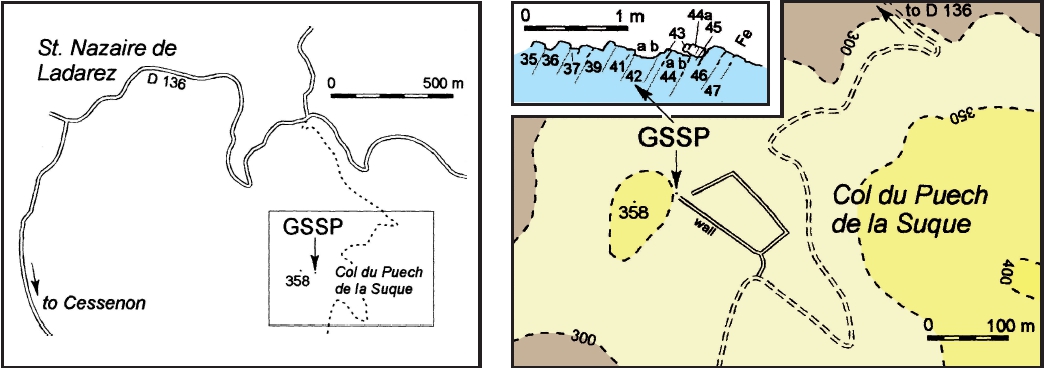 St. Nazaire de
Ladarez
D 136
0 500 m
GSSP
358
Col du Puech
de la Suque
to Cessenon
0 1 m
44a
43 45
a b
Fe
35 36 37 39 41 42
a b
44 46 47
to D 136
300
350
GSSP
358
wall
Col du Puech
de la Suque
400
0 100 m
300